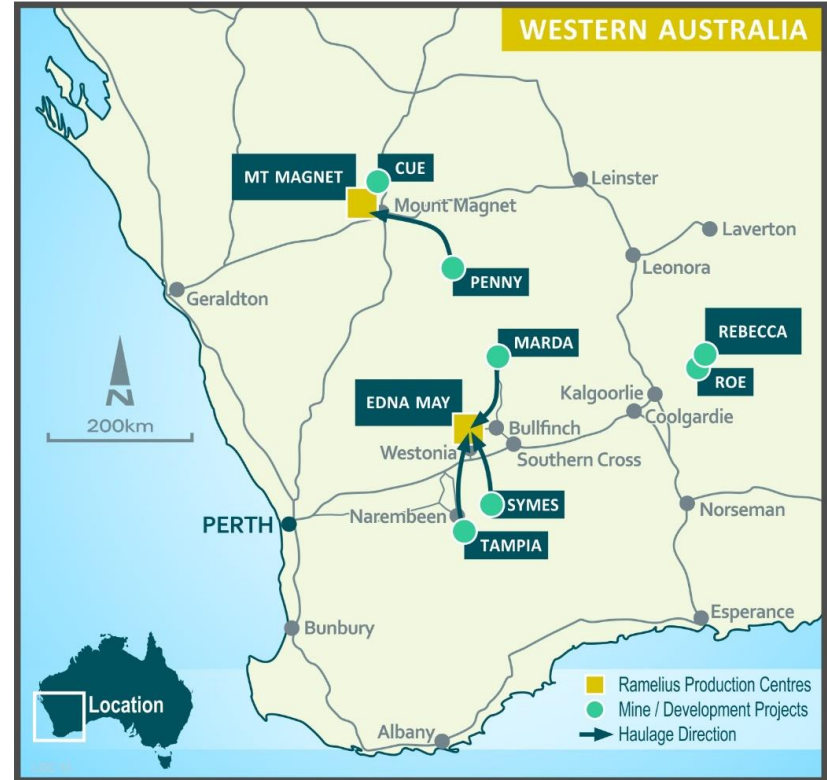 WESTERN AUSTRALIA
MT MAGNET
CUE
Mount Magnet
Leinster
Laverton
Leonora
PENNY
Geraldton
MARDA
REBECCA
ROE
N
200km
EDNA MAY
Kalgoorlie
Coolgardie
Bullfinch
Westonia
Southern Cross
SYMES
Norseman
PERTH
Narembeen
TAMPIA
Esperance
Bunbury
Location
Ramelius Production Centres
Mine / Development Projects
Haulage Direction
Albany